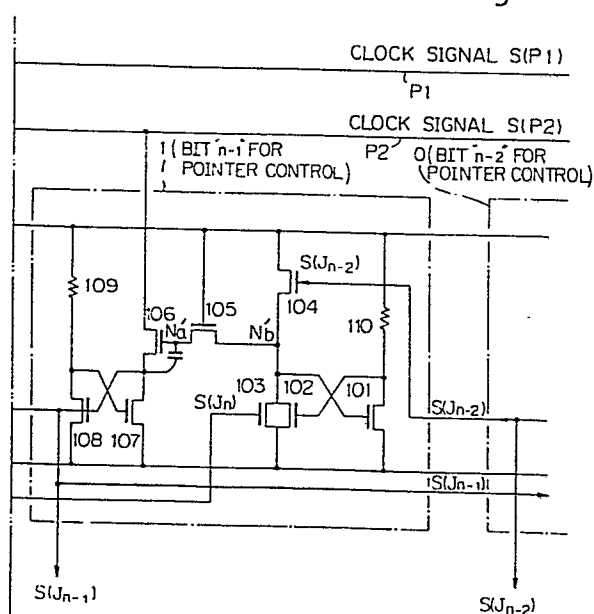 CLOCK SIGNAL S(P1)
P1
CLOCK SIGNAL S(P2)
P2
1 (BIT "n-1" FOR
POINTER CONTROL)
0 (BIT "n-2" FOR
POINTER CONTROL)
109
106
Na'
105
Nb'
S(Jn-2)
104
110
S(Jn)
103
102
101
108
107
S(Jn-2)
S(Jn-1)
S(Jn-1)
S(Jn-2)